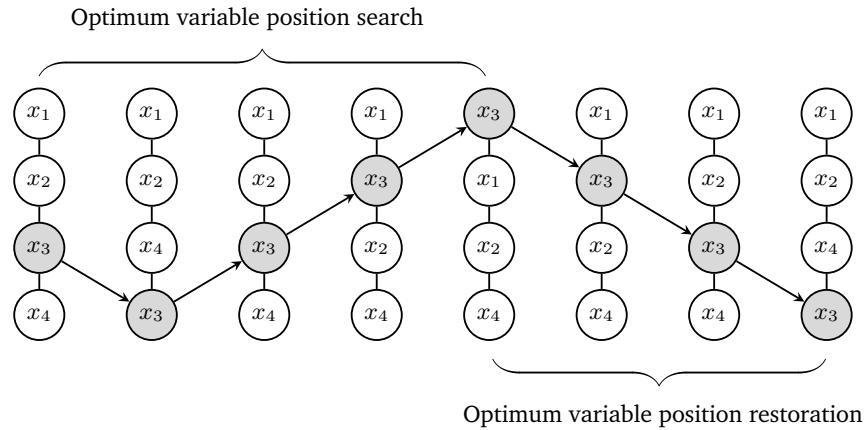 Optimum variable position search
x₁ x₁ x₁ x₁ x₃ x₁ x₁ x₁
x₂ x₂ x₂ x₃ x₁ x₃ x₂ x₂
x₃ x₄ x₃ x₂ x₂ x₂ x₃ x₄
x₄ x₃ x₄ x₄ x₄ x₄ x₄ x₃
Optimum variable position restoration